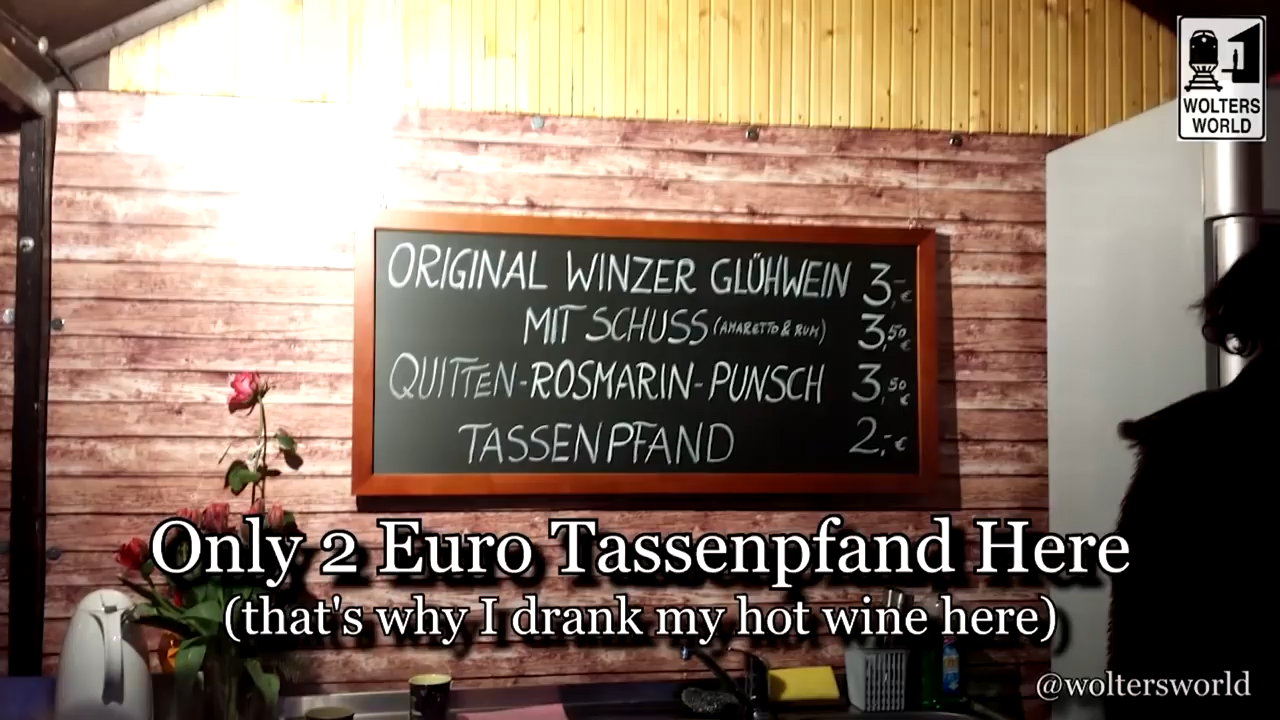 WOLTERS
WORLD
ORIGINAL WINZER GLÜHWEIN 3,-€
MIT SCHUSS (AMARETTO & RUM) 3,50€
QUITTEN-ROSMARIN-PUNSCH 3,50€
TASSENPFAND 2,-€
Only 2 Euro Tassenpfand Here
(that's why I drank my hot wine here)
@woltersworld